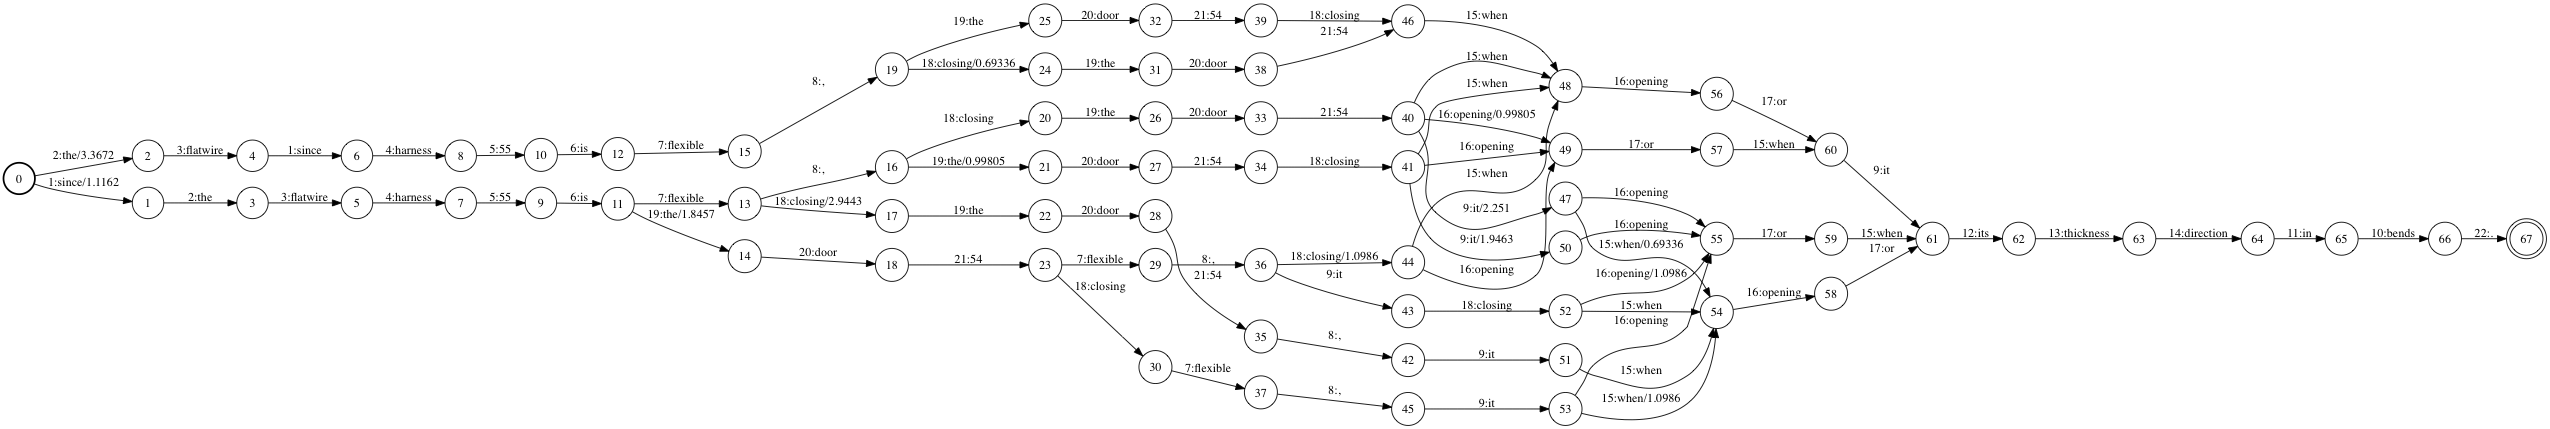 19:the 25 20:door 32 21:54 39 18:closing 46 15:when
21:54
8:, 19 18:closing/0.69336 24 19:the 31 20:door 38
15:when
15:when 48 16:opening 56
18:closing 20 19:the 26 20:door 33 21:54 40 16:opening/0.99805 17:or
2:the/3.3672 2 3:flatwire 4 1:since 6 4:harness 8 5:55 10 6:is 12 7:flexible 15
16:opening 49 17:or 57 15:when 60
8:, 16 19:the/0.99805 21 20:door 27 21:54 34 18:closing 41
0 1:since/1.1162 15:when 9:it
1 2:the 3 3:flatwire 5 4:harness 7 5:55 9 6:is 11 7:flexible 13 18:closing/2.9443 17 19:the 22 20:door 28
19:the/1.8457 9:it/2.251 47 16:opening
14 20:door 18 21:54 23 7:flexible 29 8:, 36 18:closing/1.0986 44
9:it/1.9463 50 16:opening 55 17:or 59 15:when 61 12:its 62 13:thickness 63 14:direction 64 11:in 65 10:bends 66 22:. 67
15:when/0.69336 17:or
21:54 9:it 16:opening 16:opening/1.0986
18:closing 43 18:closing 52 15:when 54 16:opening 58
16:opening
35 8:, 42 9:it 51 15:when
30 7:flexible 37 8:, 45 9:it 53 15:when/1.0986